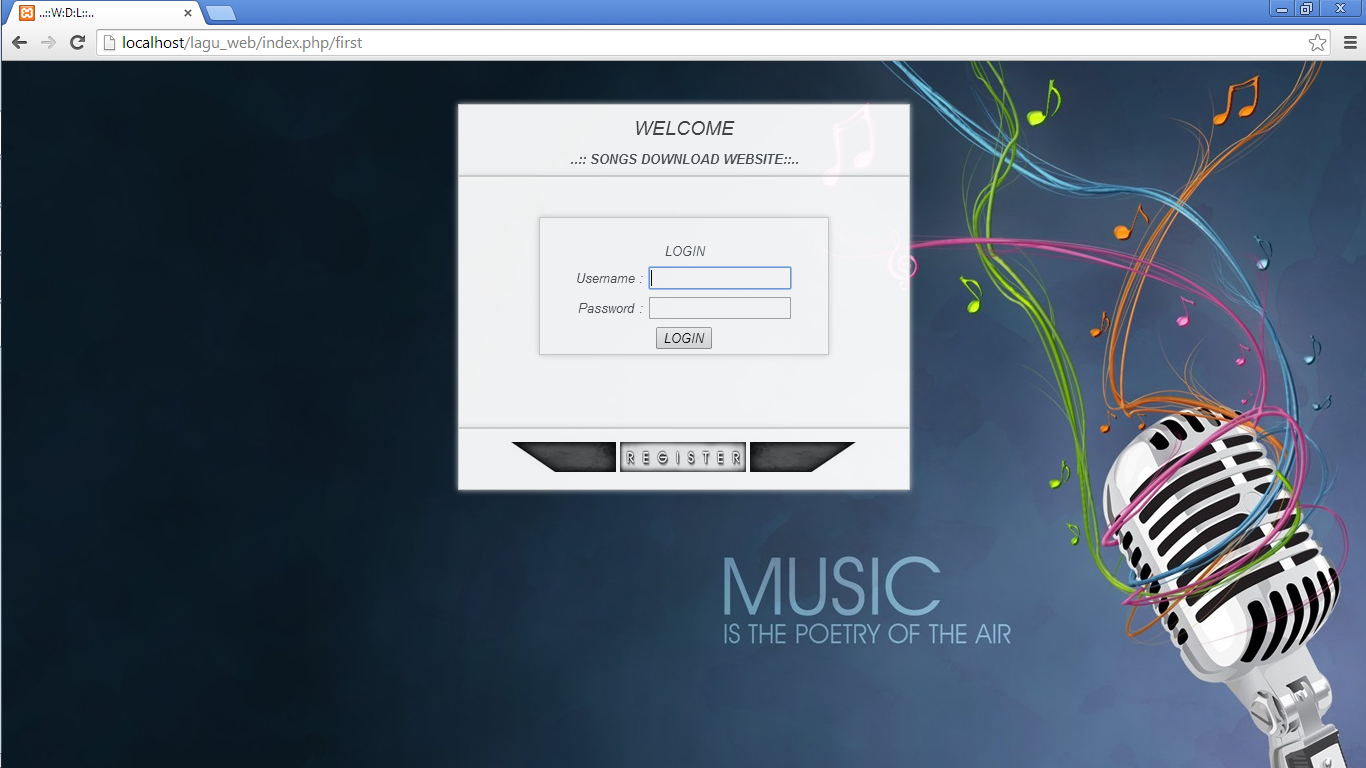 ..::W:D:L::..
localhost/lagu_web/index.php/first
WELCOME
..:: SONGS DOWNLOAD WEBSITE::..
LOGIN
Username :
Password :
LOGIN
REGISTER
MUSIC
IS THE POETRY OF THE AIR